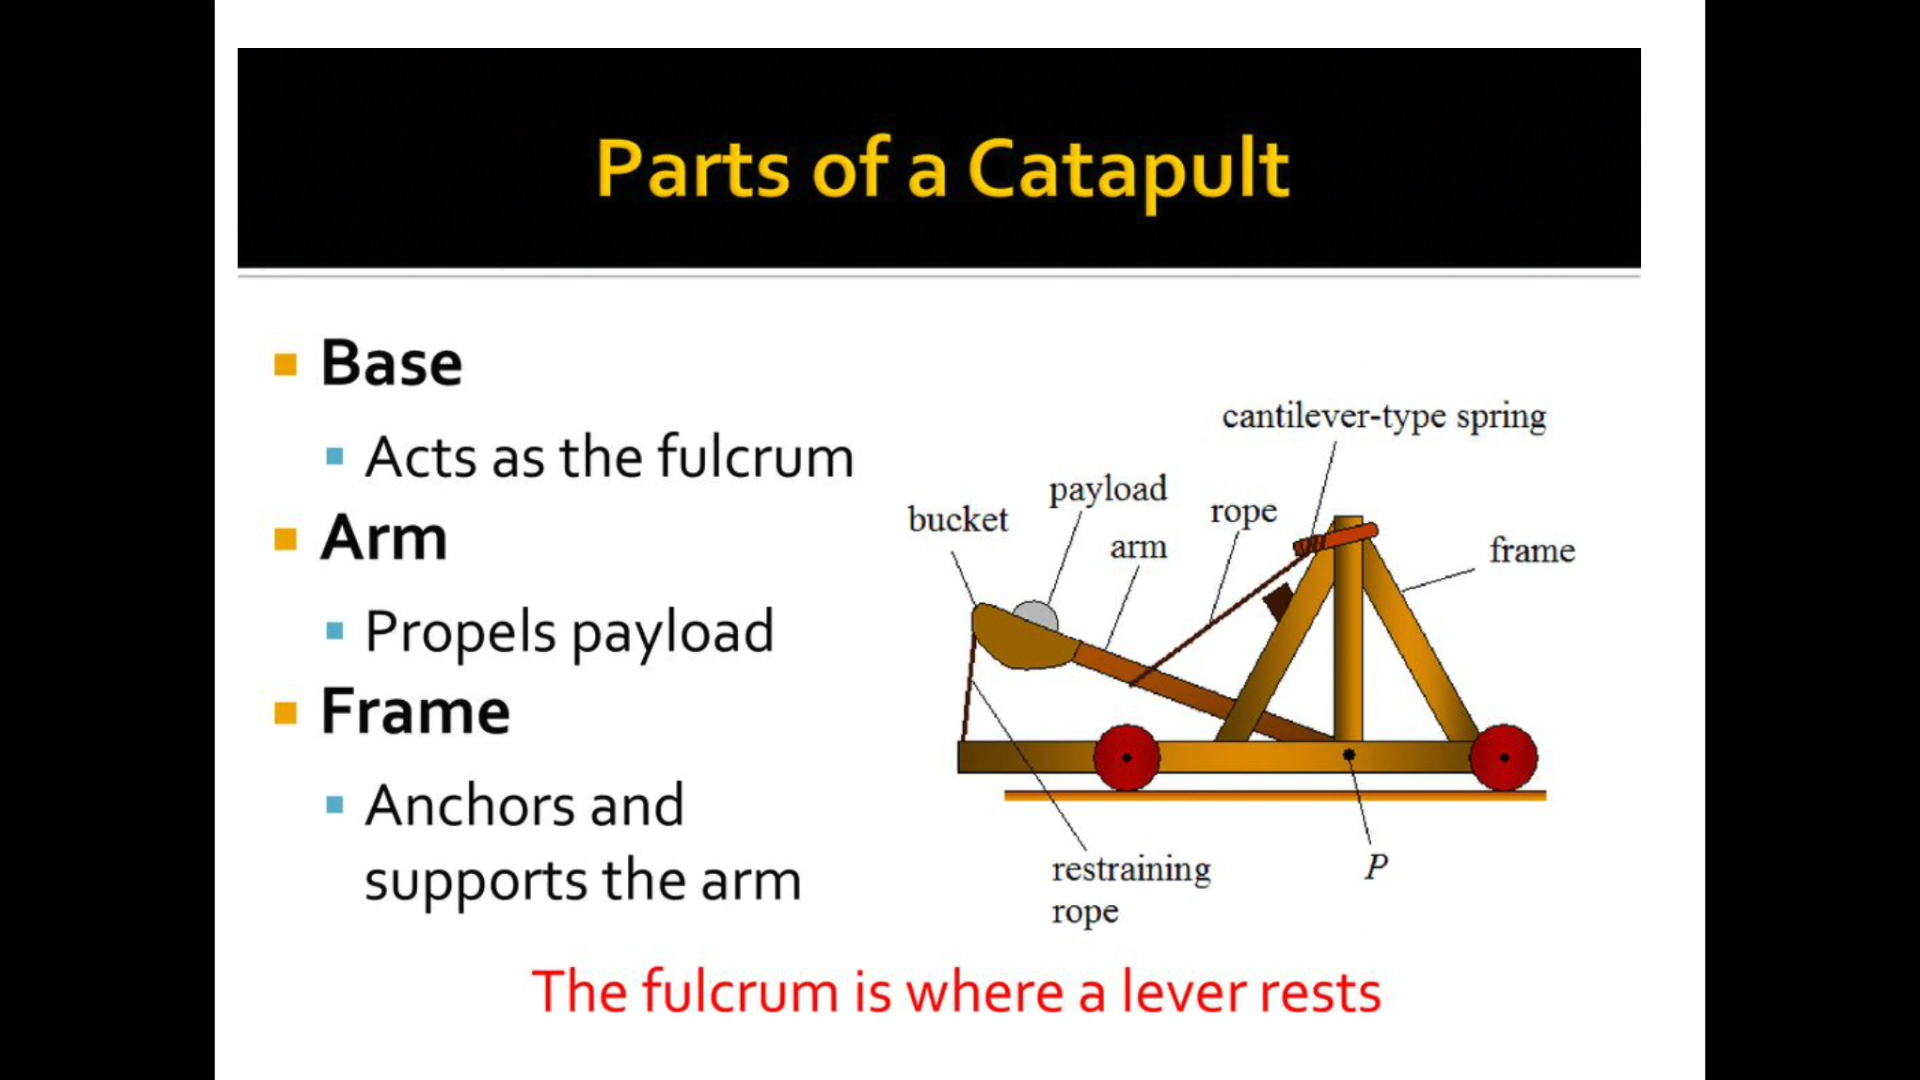 Parts of a Catapult
Base
Acts as the fulcrum
Arm
Propels payload
Frame
Anchors and
supports the arm
cantilever-type spring
payload
bucket
rope
arm
frame
restraining
rope
P
The fulcrum is where a lever rests